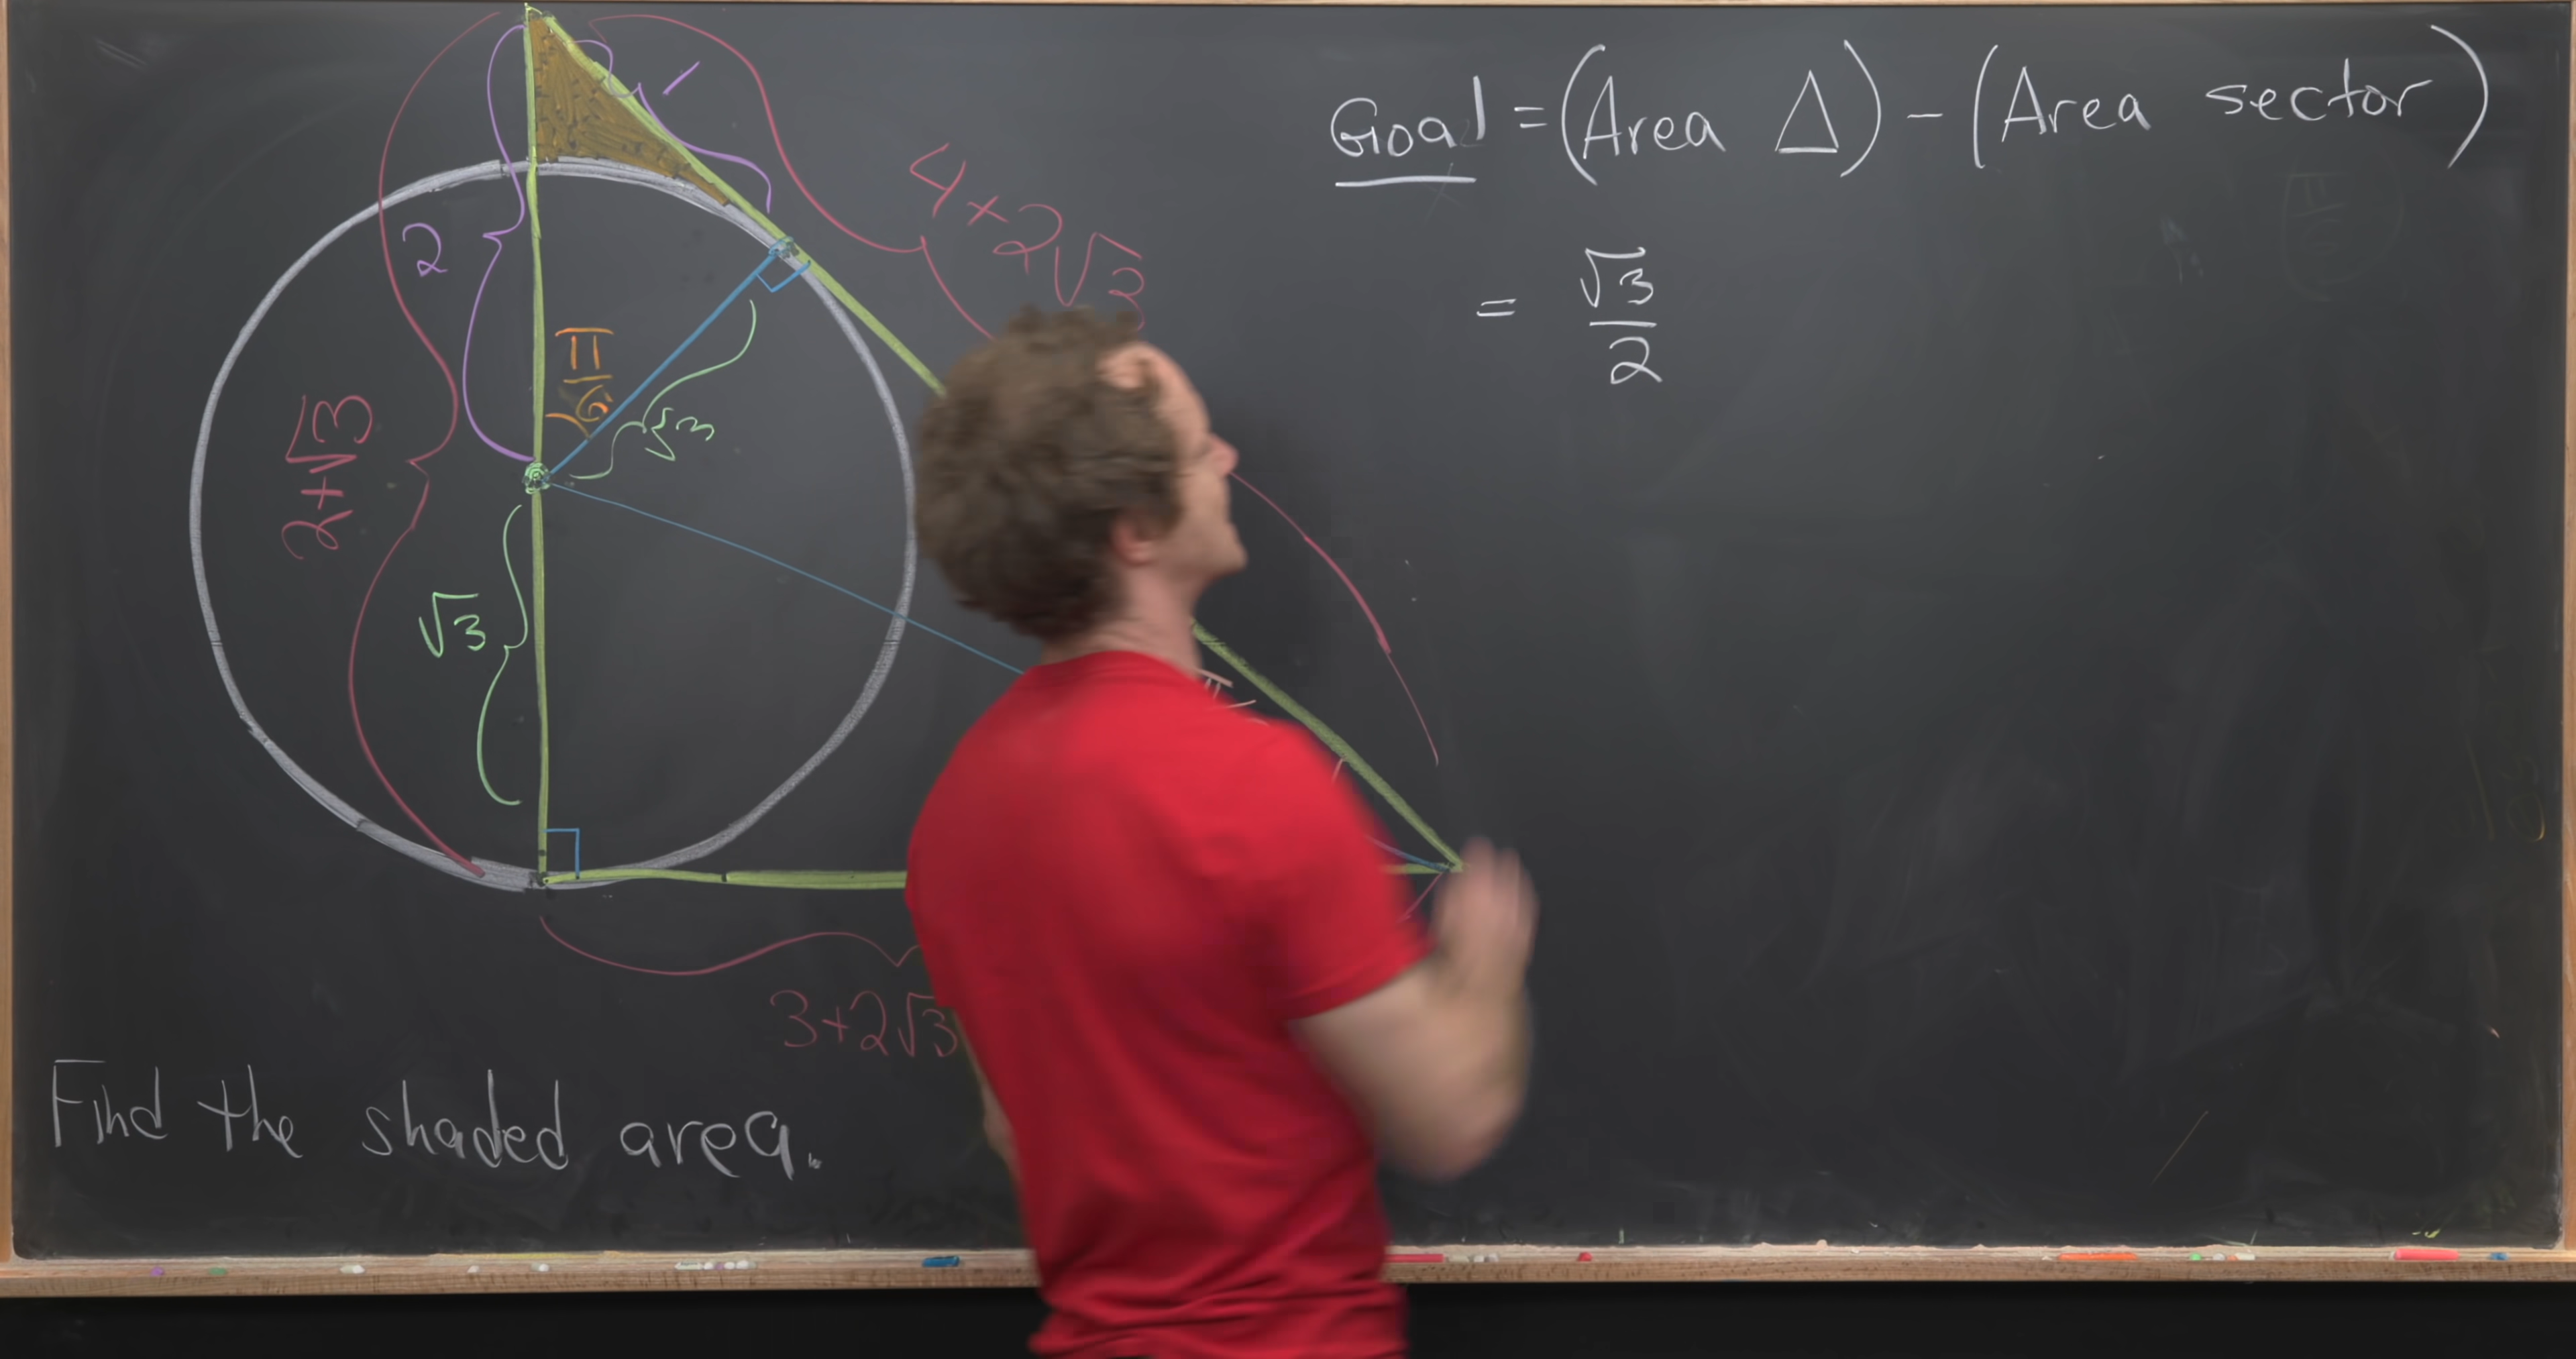 Goal = (Area Δ) - (Area sector)
= √3/2
1
2
4+2√3
π/6
√3
2+√3
√3
π
3+2√3
Find the shaded area.